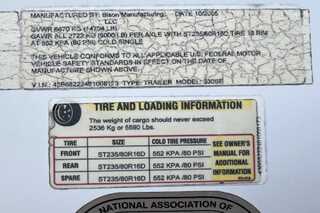 MANUFACTURED BY: Bison Manufacturing, DATE 10/2005
LLC
GVWR 6670 KG (14704 LB)
GAWR ALL 2722 KG (6000 LB) PER AXLE WITH ST235/80R16D TIRE 16 RIM
AT 552 KPA (80 PSI) COLD SINGLE
THIS VEHICLE CONFORMS TO ALL APPLICABLE U.S. FEDERAL MOTOR
VEHICLE SAFETY STANDARDS IN EFFECT ON THE DATE OF
MANUFACTURE SHOWN ABOVE.
V.I.N. TYPE: TRAILER MODEL:
TIRE AND LOADING INFORMATION
The weight of cargo should never exceed
2536 Kg or 5590 Lbs.
TIRE SIZE COLD TIRE PRESSURE
FRONT ST235/80R16D 552 KPA /80 PSI
REAR ST235/80R16D 552 KPA /80 PSI
SPARE ST235/80R16D 552 KPA /80 PSI
SEE OWNER'S
MANUAL FOR
ADDITIONAL
INFORMATION
NATIONAL ASSOCIATION OF